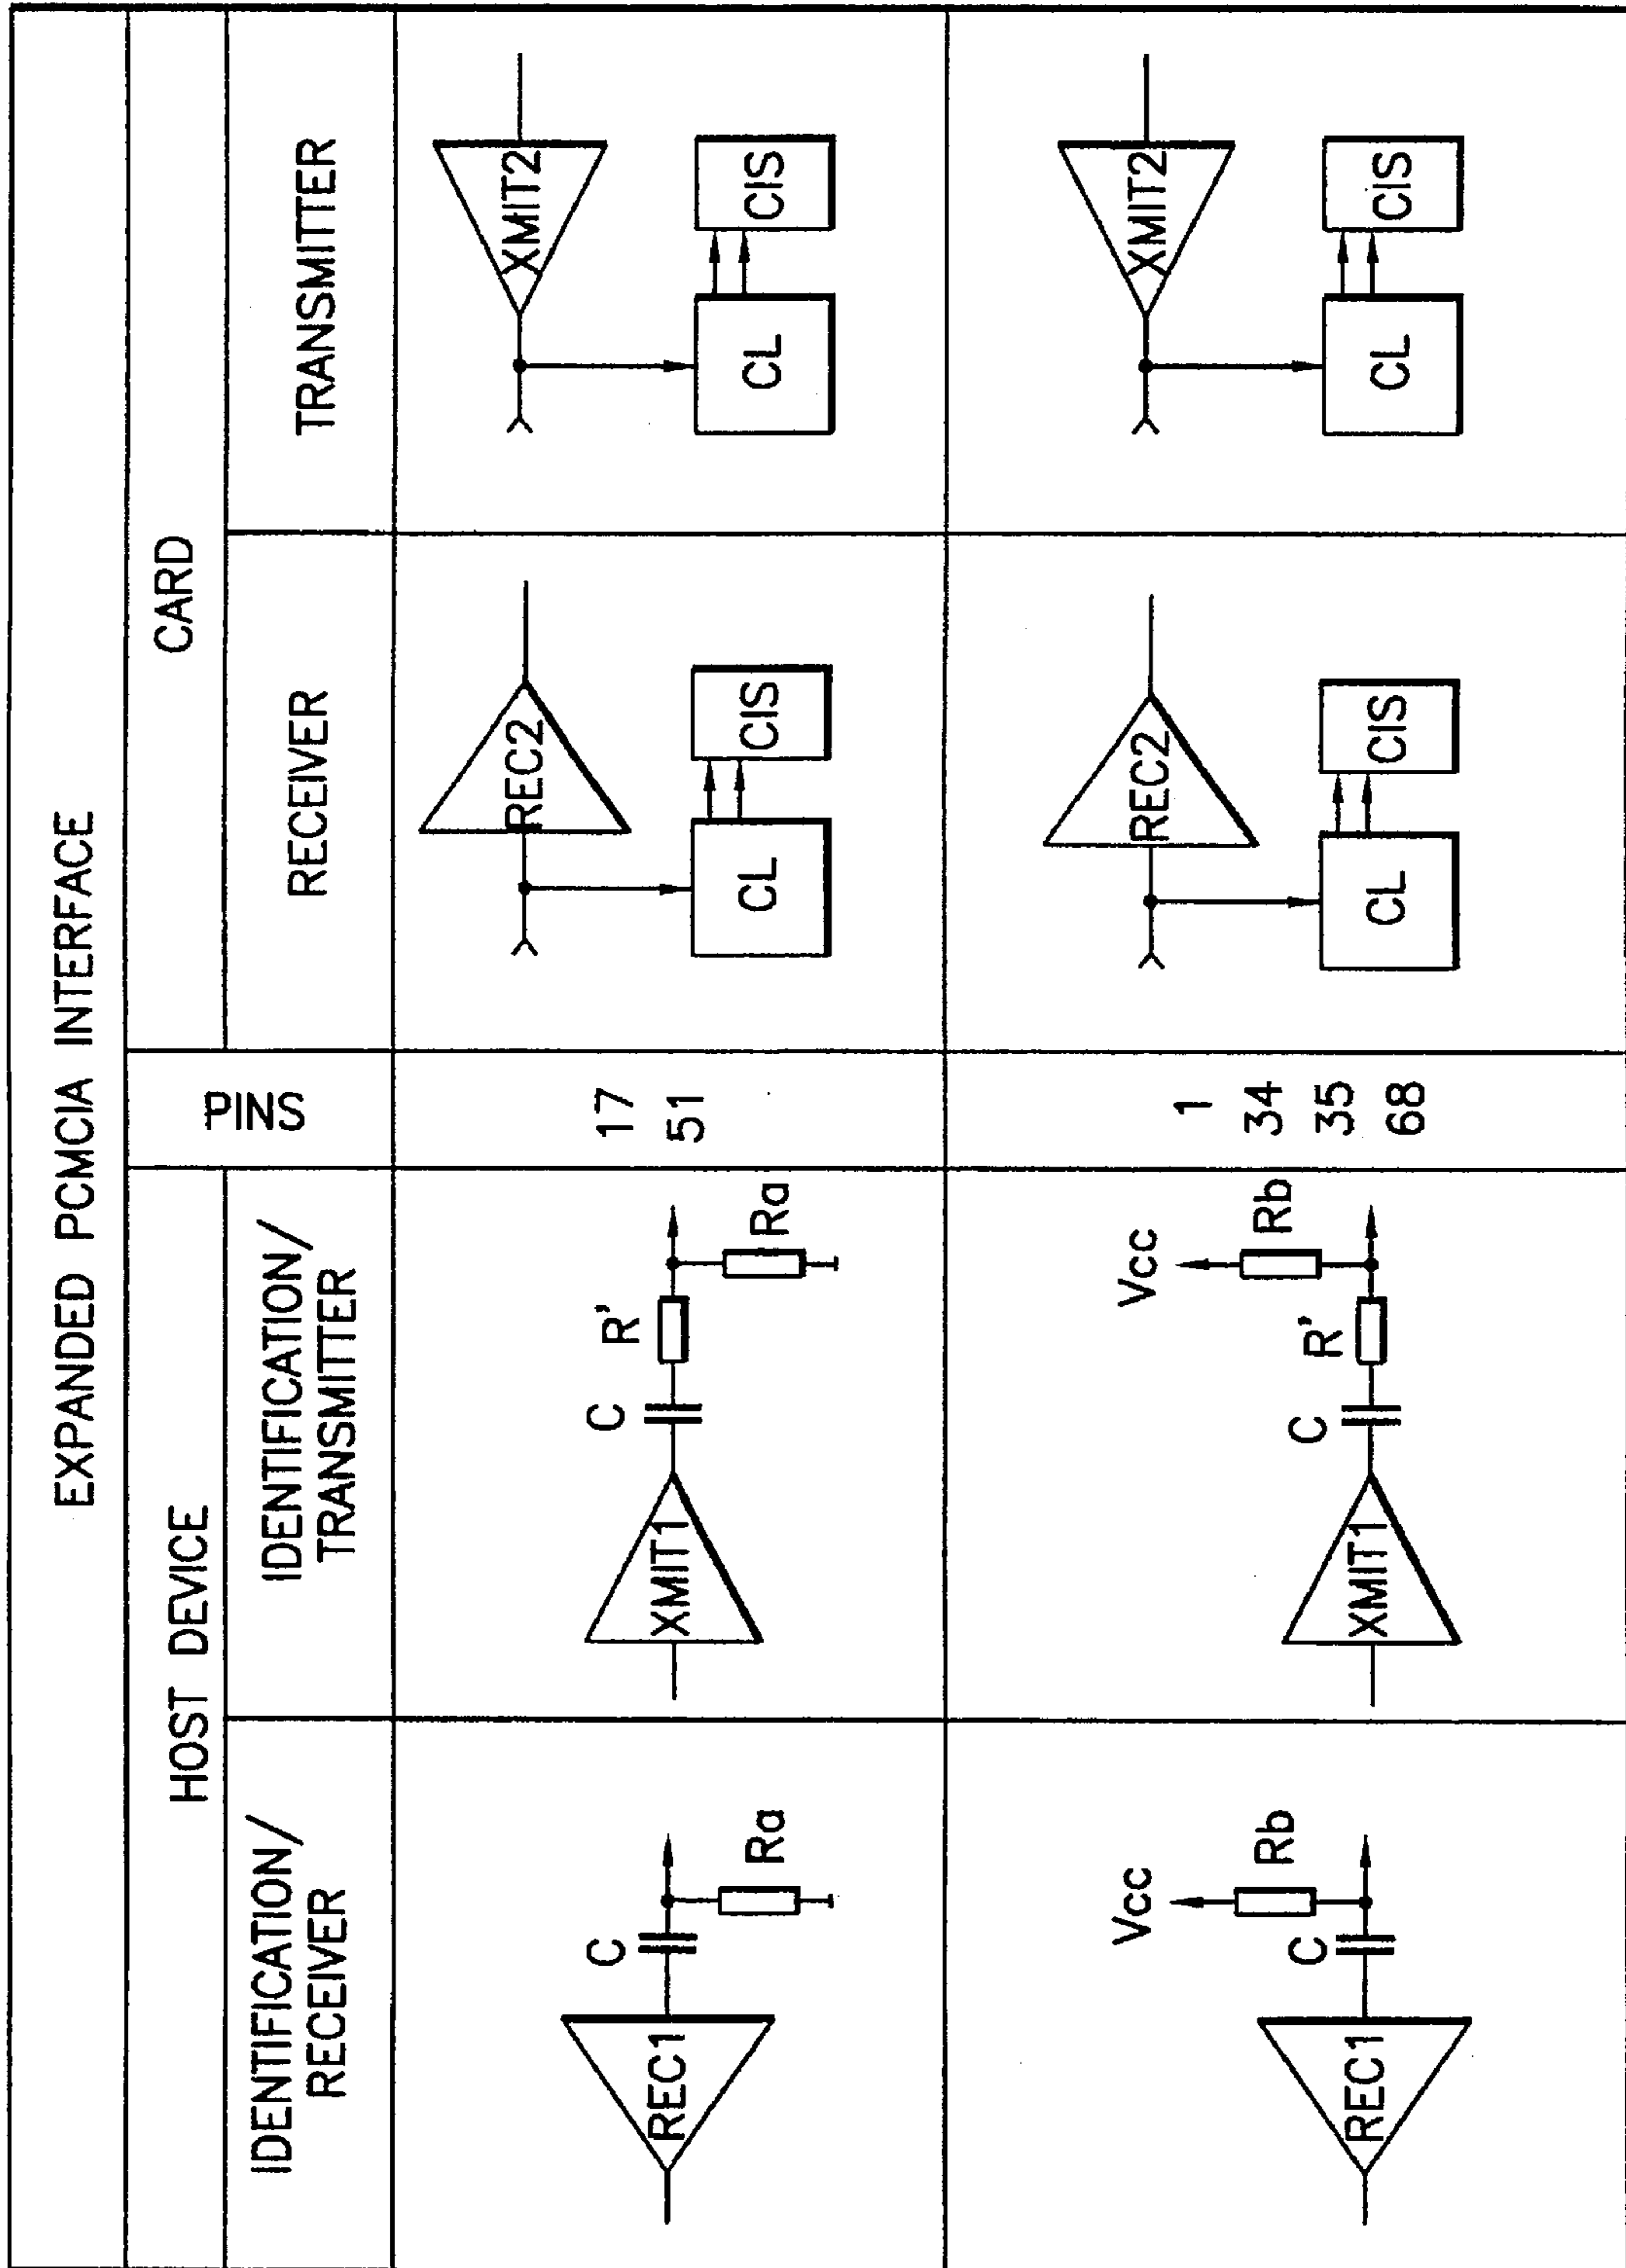 EXPANDED PCMCIA INTERFACE
HOST DEVICE
PINS
CARD
IDENTIFICATION/
RECEIVER
IDENTIFICATION/
TRANSMITTER
RECEIVER
TRANSMITTER
REC1
C
Ra
XMIT1
C
R'
Ra
17
51
REC2
CL
CIS
XMIT2
CL
CIS
REC1
C
Vcc
Rb
XMIT1
C
R'
Vcc
Rb
1
34
35
68
REC2
CL
CIS
XMIT2
CL
CIS